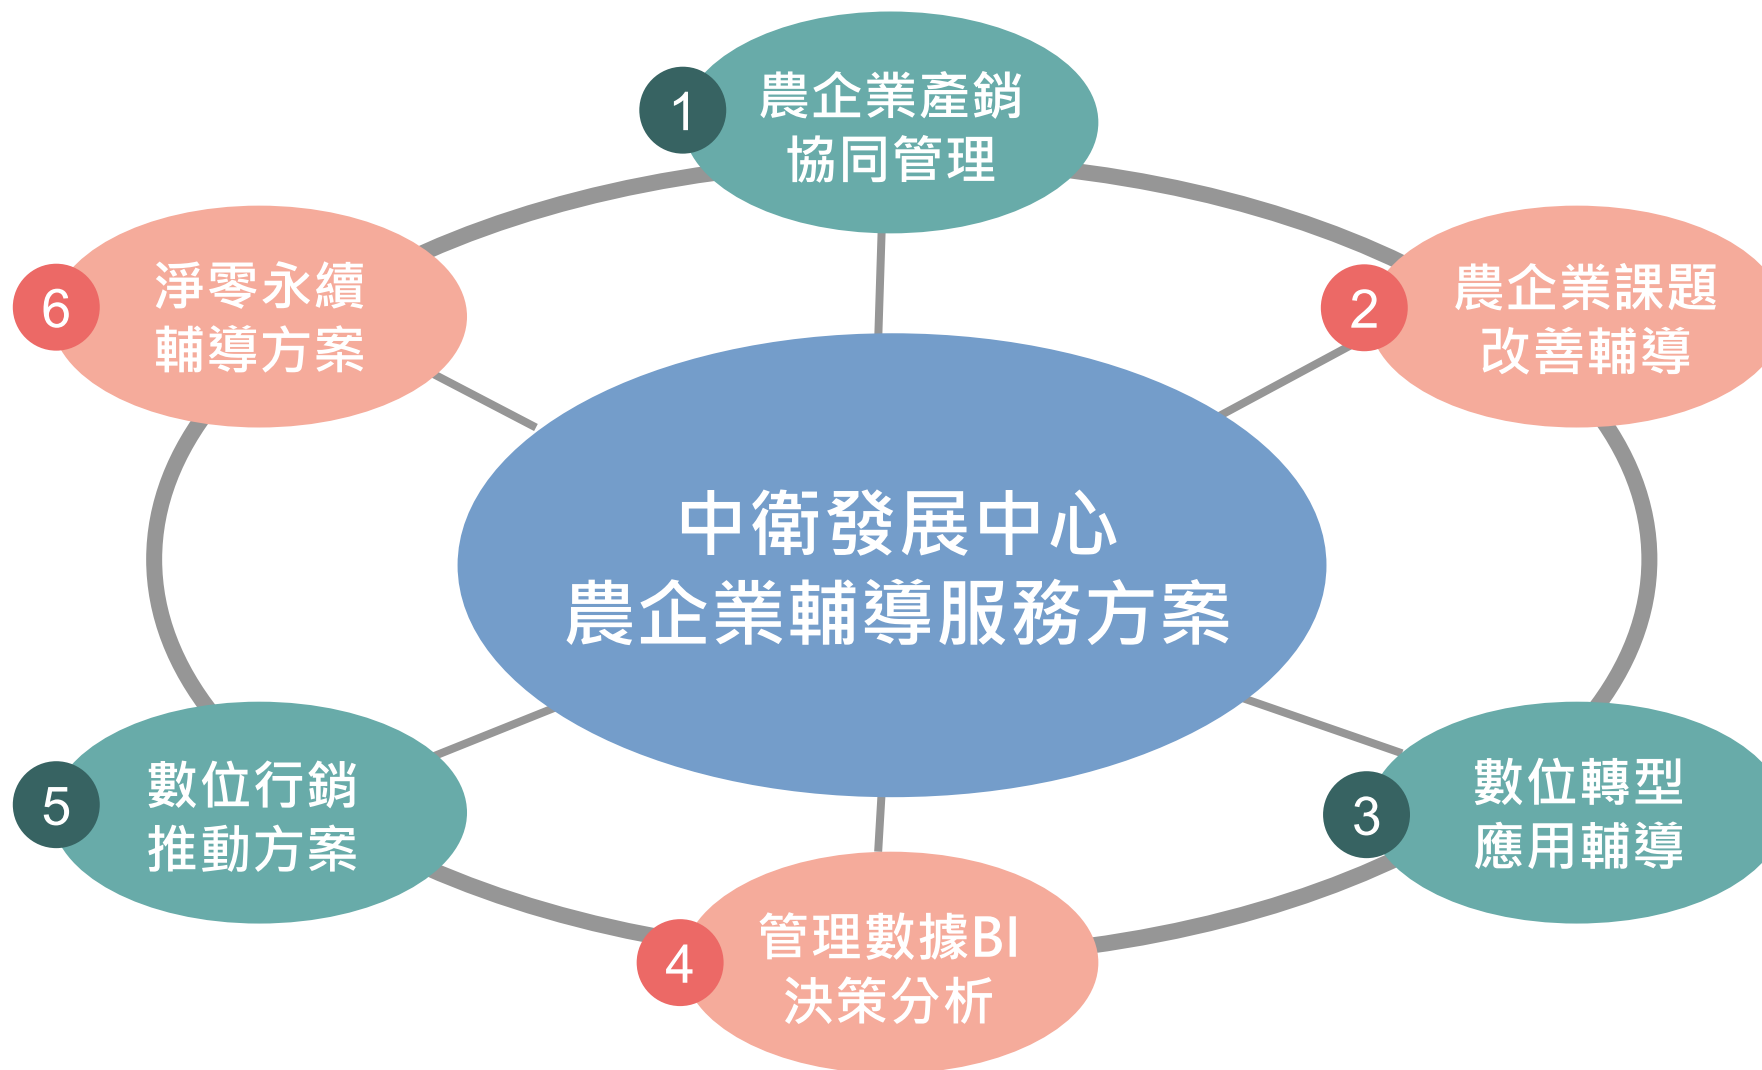 1
農企業產銷
協同管理
2
農企業課題
改善輔導
3
數位轉型
應用輔導
4
管理數據BI
決策分析
5
數位行銷
推動方案
6
淨零永續
輔導方案
中衛發展中心
農企業輔導服務方案